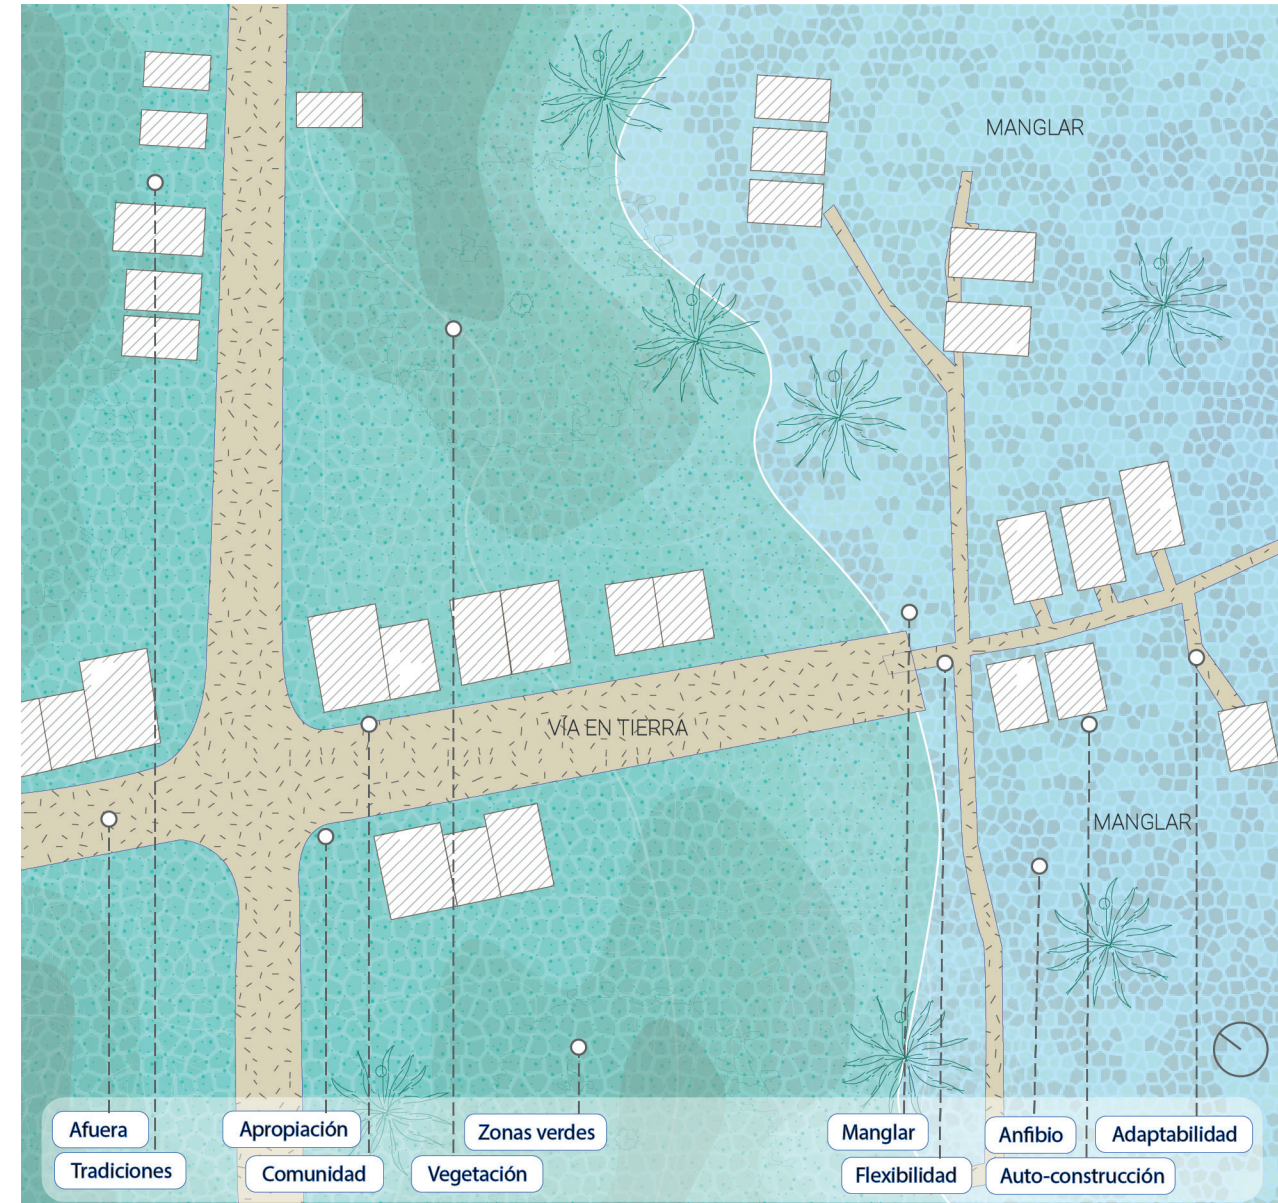 MANGLAR
VÍA EN TIERRA
MANGLAR
Afuera
Apropiación
Zonas verdes
Manglar
Anfibio
Adaptabilidad
Tradiciones
Comunidad
Vegetación
Flexibilidad
Auto-construcción